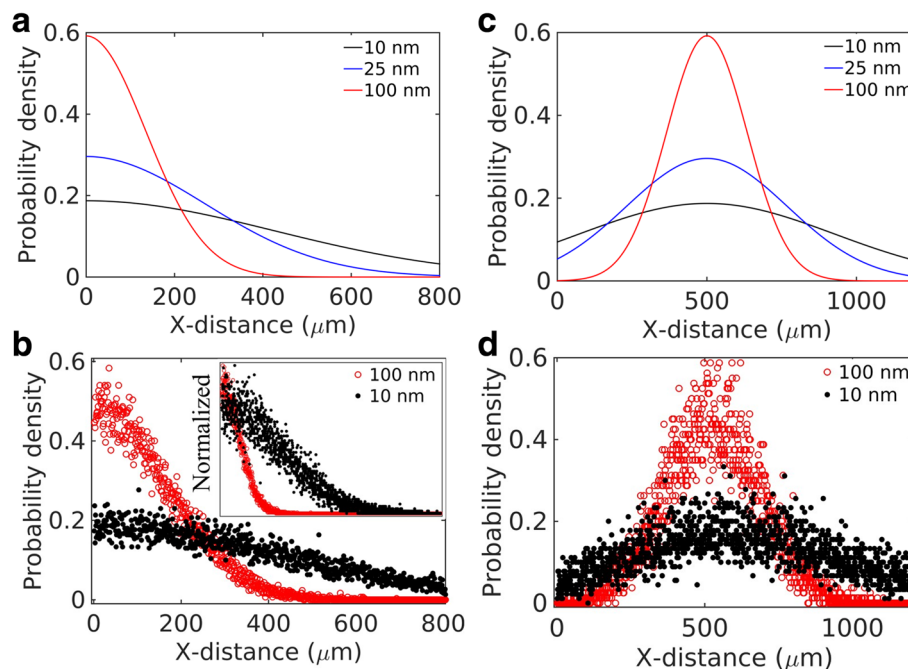 a
0.6
0.4
0.2
0
Probability density
10 nm
25 nm
100 nm
0 200 400 600 800
X-distance (μm)
c
0.6
0.4
0.2
0
Probability density
10 nm
25 nm
100 nm
0 500 1000
X-distance (μm)
b
0.6
0.4
0.2
0
Probability density
Normalized
100 nm
10 nm
0 200 400 600 800
X-distance (μm)
d
0.6
0.4
0.2
0
Probability density
100 nm
10 nm
0 500 1000
X-distance (μm)